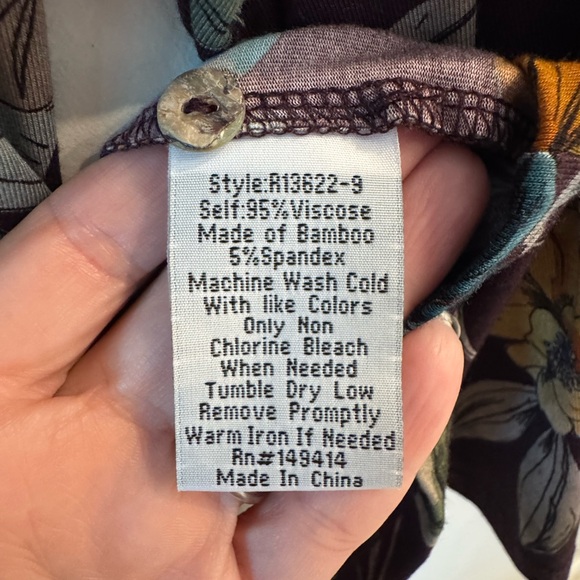 Style:R13622-9
Self:95%Viscose
Made of Bamboo
5%Spandex
Machine Wash Cold
With like Colors
Only Non
Chlorine Bleach
When Needed
Tumble Dry Low
Remove Promptly
Warm Iron If Needed
Rn#149414
Made In China